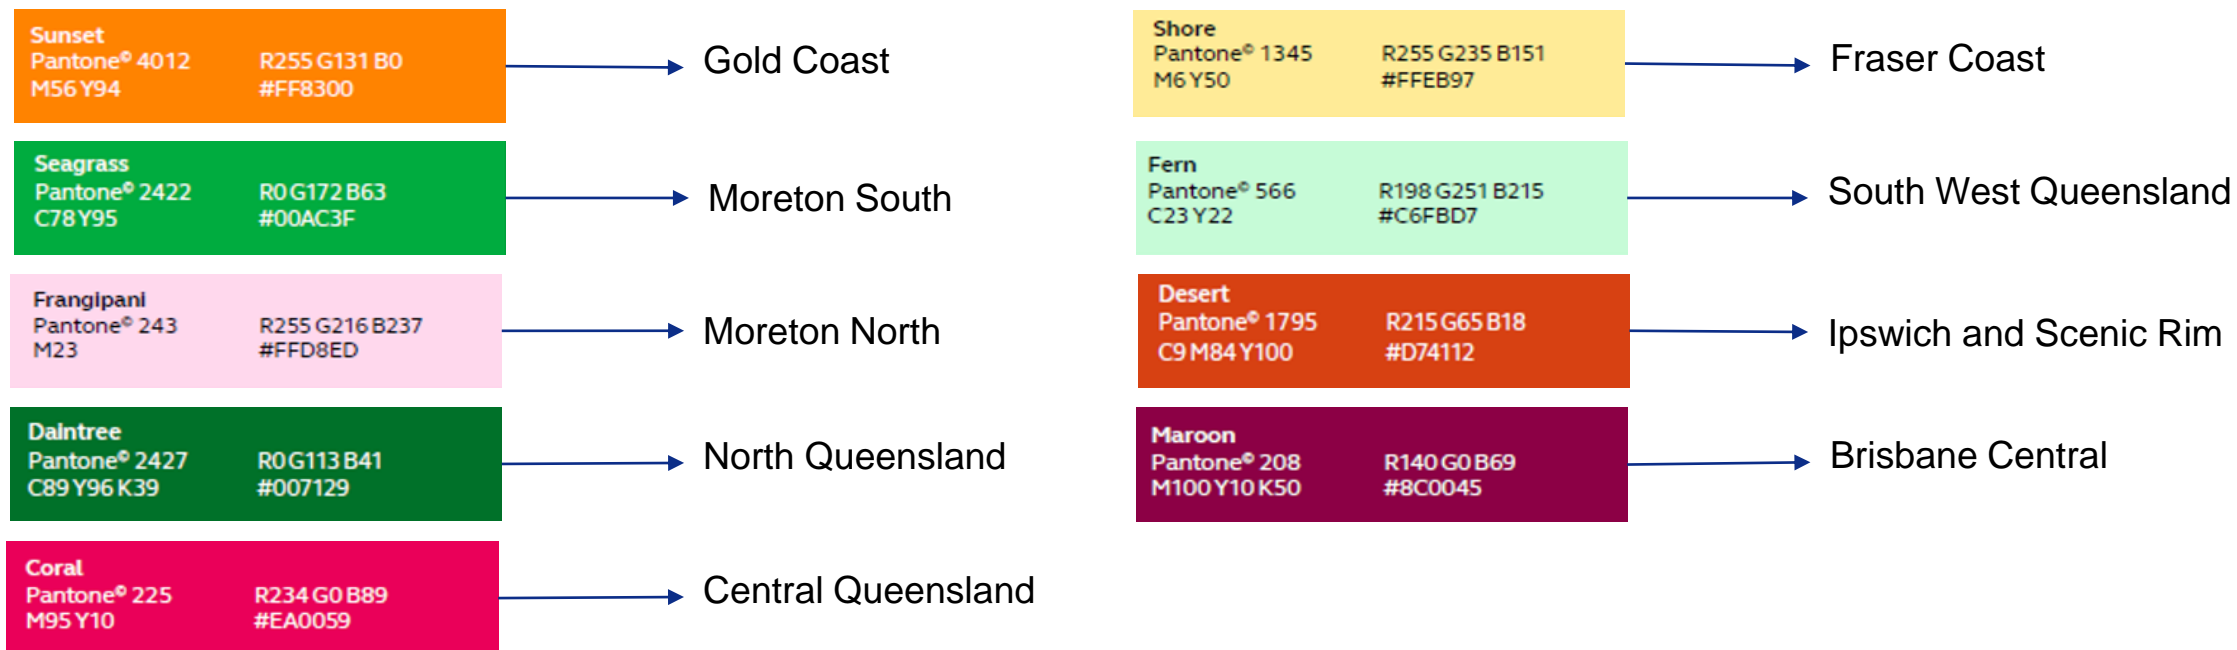 Sunset
Pantone© 4012 R255 G131 B0
M56 Y94 #FF8300
Gold Coast
Seagrass
Pantone© 2422 R0 G172 B63
C78 Y95 #00AC3F
Moreton South
Frangipani
Pantone© 243 R255 G216 B237
M23 #FFD8ED
Moreton North
Daintree
Pantone© 2427 R0 G113 B41
C89 Y96 K39 #007129
North Queensland
Coral
Pantone© 225 R234 G0 B89
M95 Y10 #EA0059
Central Queensland
Shore
Pantone© 1345 R255 G235 B151
M6 Y50 #FFEB97
Fraser Coast
Fern
Pantone© 566 R198 G251 B215
C23 Y22 #C6FBD7
South West Queensland
Desert
Pantone© 1795 R215 G65 B18
C9 M84 Y100 #D74112
Ipswich and Scenic Rim
Maroon
Pantone© 208 R140 G0 B69
M100 Y10 K50 #8C0045
Brisbane Central